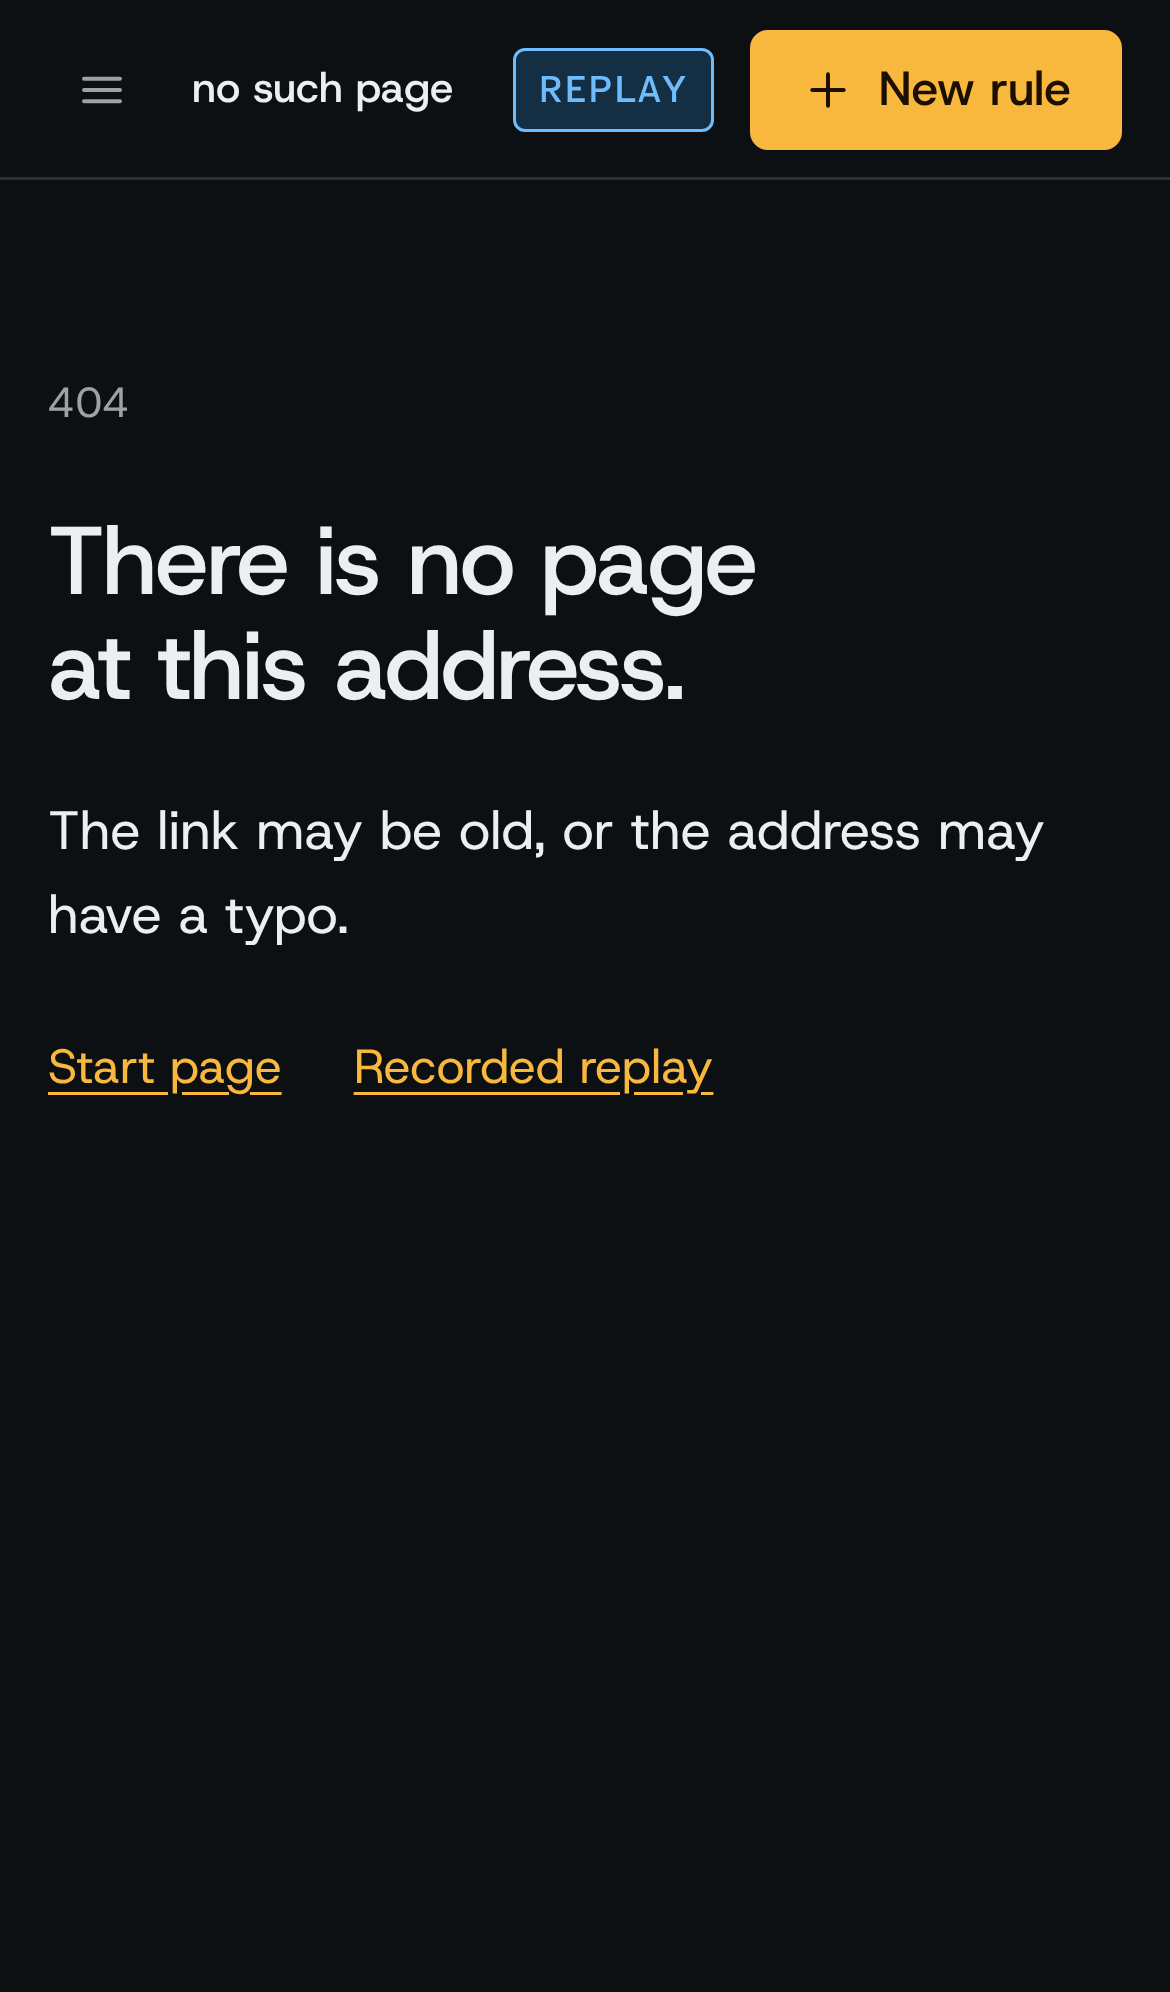 no such page
REPLAY
New rule
404
There is no page
at this address.
The link may be old, or the address may
have a typo.
Start page
Recorded replay